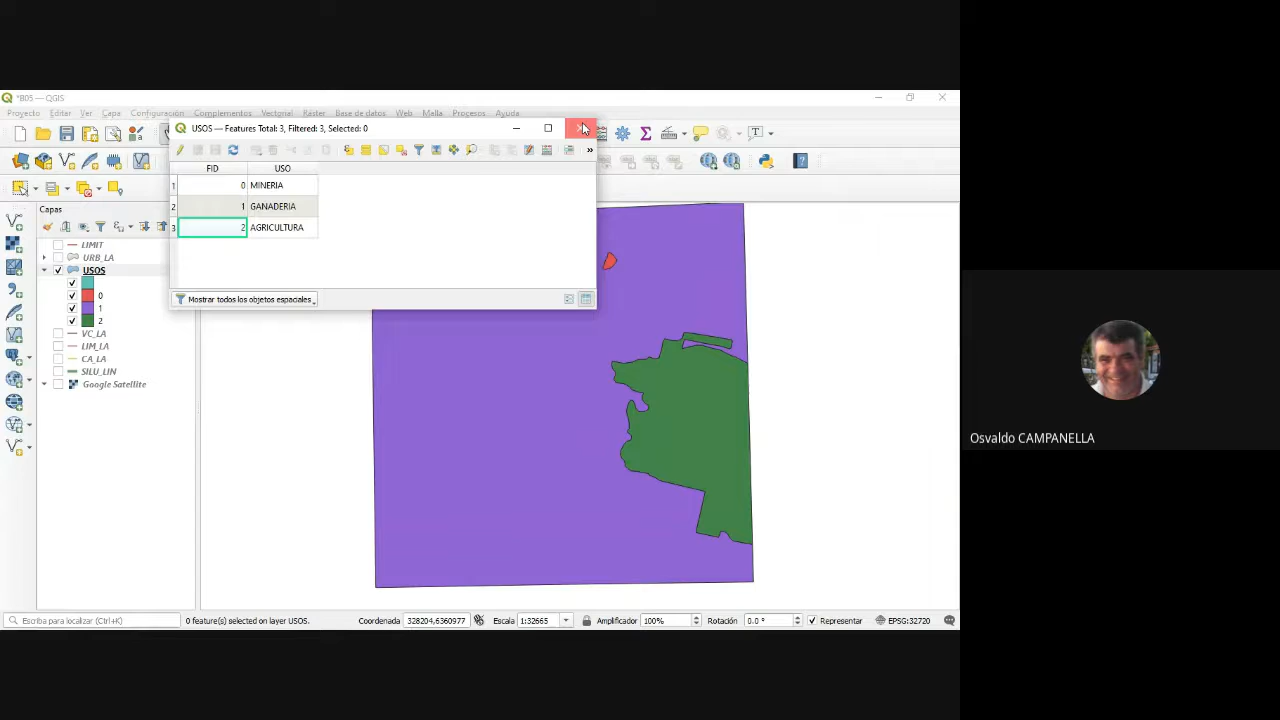 *B05 — QGIS
Proyecto Editar Ver Capa Configuración Complementos Vectorial Ráster Base de datos Web Malla Procesos Ayuda
USOS — Features Total: 3, Filtered: 3, Selected: 0
FID USO
1 0 MINERIA
2 1 GANADERIA
3 2 AGRICULTURA
Mostrar todos los objetos espaciales
Capas
LIMIT
URB_LA
USOS
0
1
2
VC_LA
LIM_LA
CA_LA
SILU_LIN
Google Satellite
Osvaldo CAMPANELLA
Escriba para localizar (Ctrl+K) 0 feature(s) selected on layer USOS. Coordenada 328204,6360977 Escala 1:32665 Amplificador 100% Rotación 0.0 ° Representar EPSG:32720